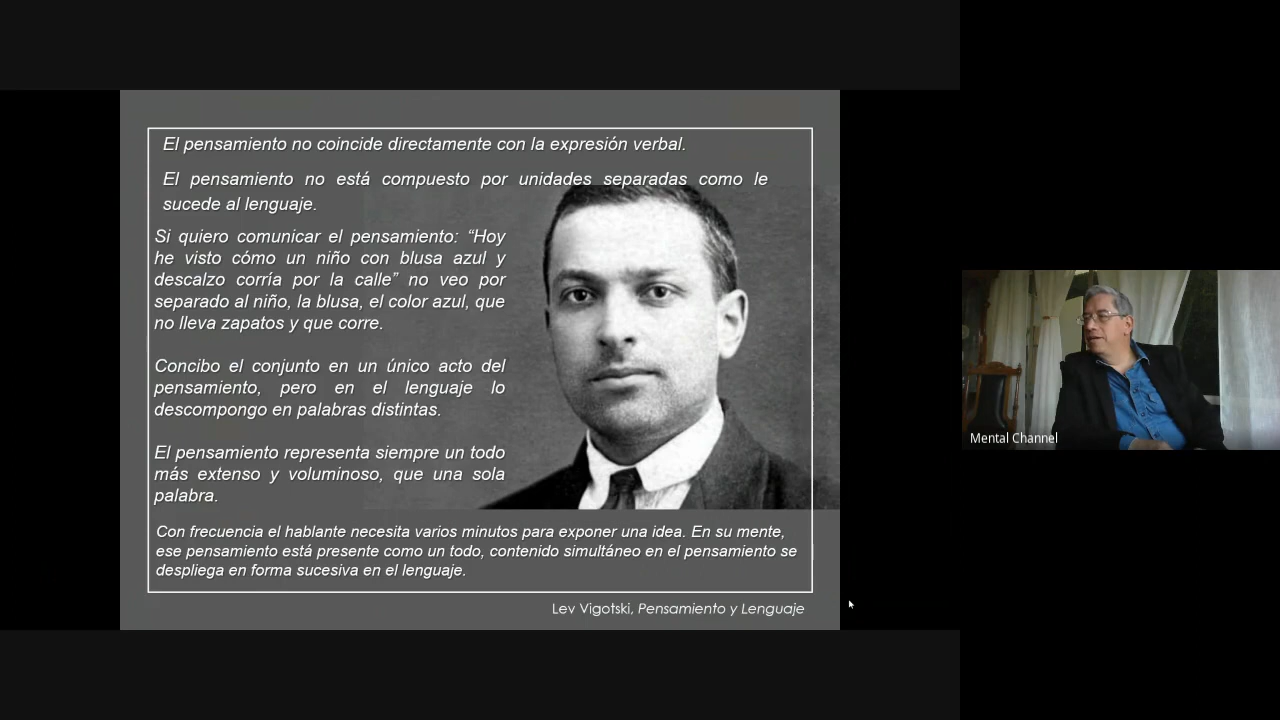 El pensamiento no coincide directamente con la expresión verbal.
El pensamiento no está compuesto por unidades separadas como le
sucede al lenguaje.
Si quiero comunicar el pensamiento: “Hoy
he visto cómo un niño con blusa azul y
descalzo corría por la calle” no veo por
separado al niño, la blusa, el color azul, que
no lleva zapatos y que corre.
Concibo el conjunto en un único acto del
pensamiento, pero en el lenguaje lo
descompongo en palabras distintas.
El pensamiento representa siempre un todo
más extenso y voluminoso, que una sola
palabra.
Con frecuencia el hablante necesita varios minutos para exponer una idea. En su mente,
ese pensamiento está presente como un todo, contenido simultáneo en el pensamiento se
despliega en forma sucesiva en el lenguaje.
Lev Vigotski, Pensamiento y Lenguaje
Mental Channel